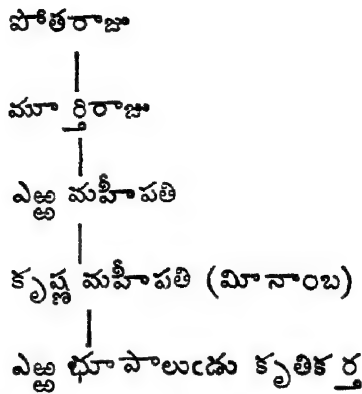 పోతరాజు
మూర్తిరాజు
ఎఱ్ఱ మహీపతి
కృష్ణ మహీపతి (మీనాంబ)
ఎఱ్ఱ భూపాలుఁడు కృతికర్త